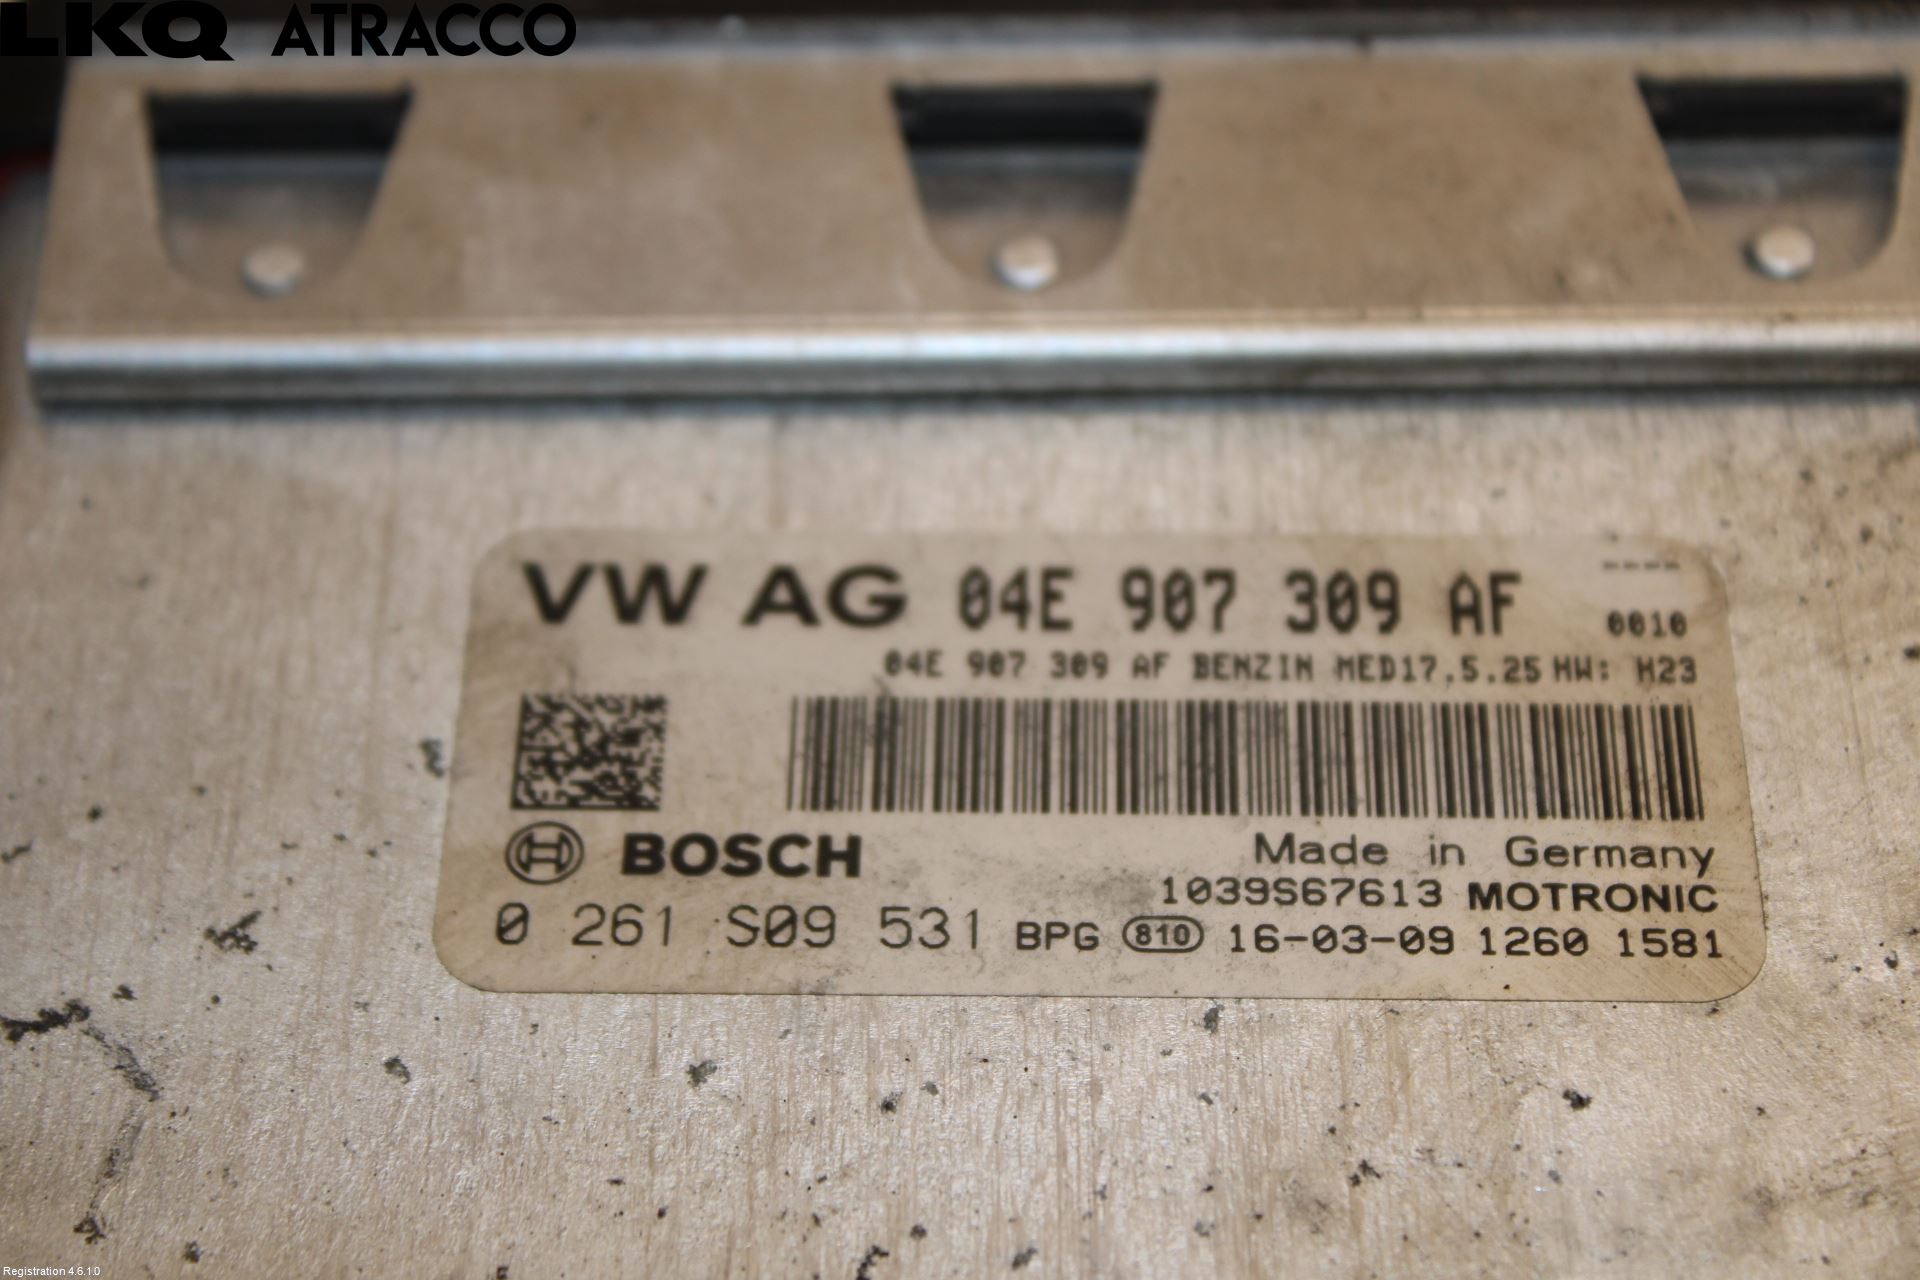 LKQ ATRACCO
VW AG 04E 907 309 AF ----
0010
04E 907 309 AF BENZIN MED17.5.25 HW: H23
BOSCH Made in Germany
1039S67613 MOTRONIC
0 261 S09 531 BPG 810 16-03-09 1260 1581
Registration 4.6.1.0